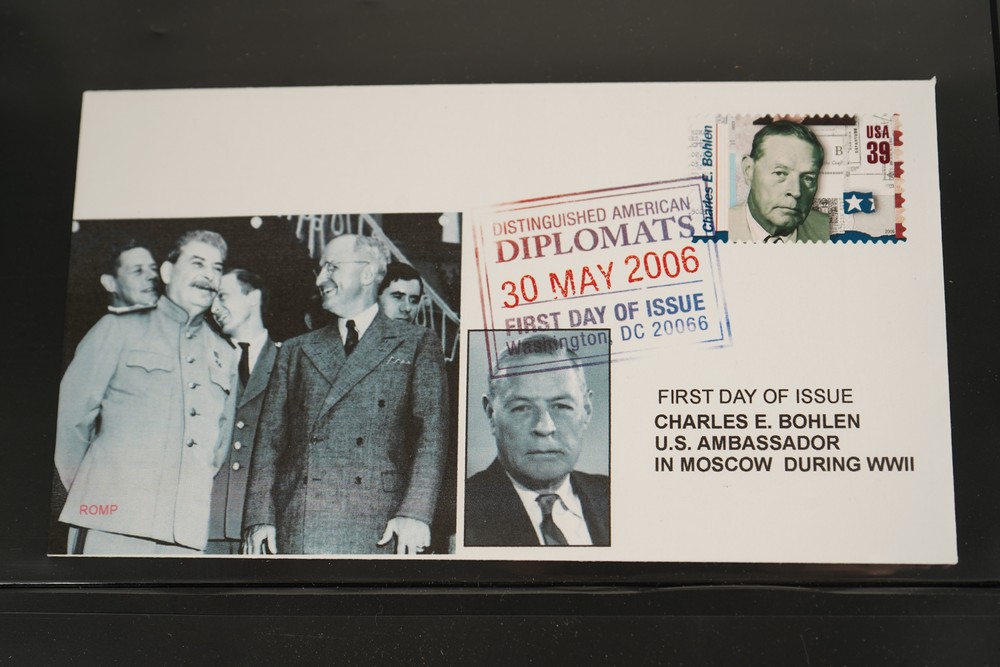 Charles E. Bohlen
USA
39
DISTINGUISHED AMERICAN
DIPLOMATS
30 MAY 2006
FIRST DAY OF ISSUE
Washington, DC 20066
FIRST DAY OF ISSUE
CHARLES E. BOHLEN
U.S. AMBASSADOR
IN MOSCOW DURING WWII
ROMP